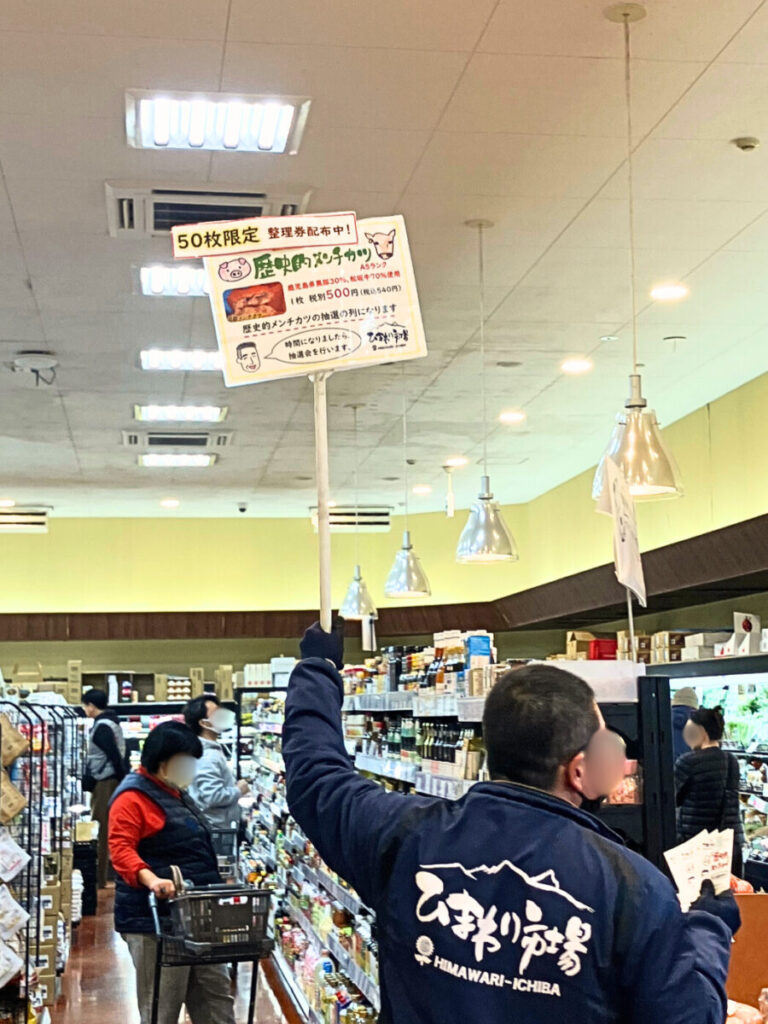 50枚限定 整理券配布中!
歴史的メンチカツ
A5ランク
鹿児島県黒豚30%、松坂牛70%使用
1枚 税別500円(税込540円)
歴史的メンチカツの抽選の列になります
時間になりましたら、
抽選会を行います。
ひまわり市場
ひまわり市場
HIMAWARI-ICHIBA